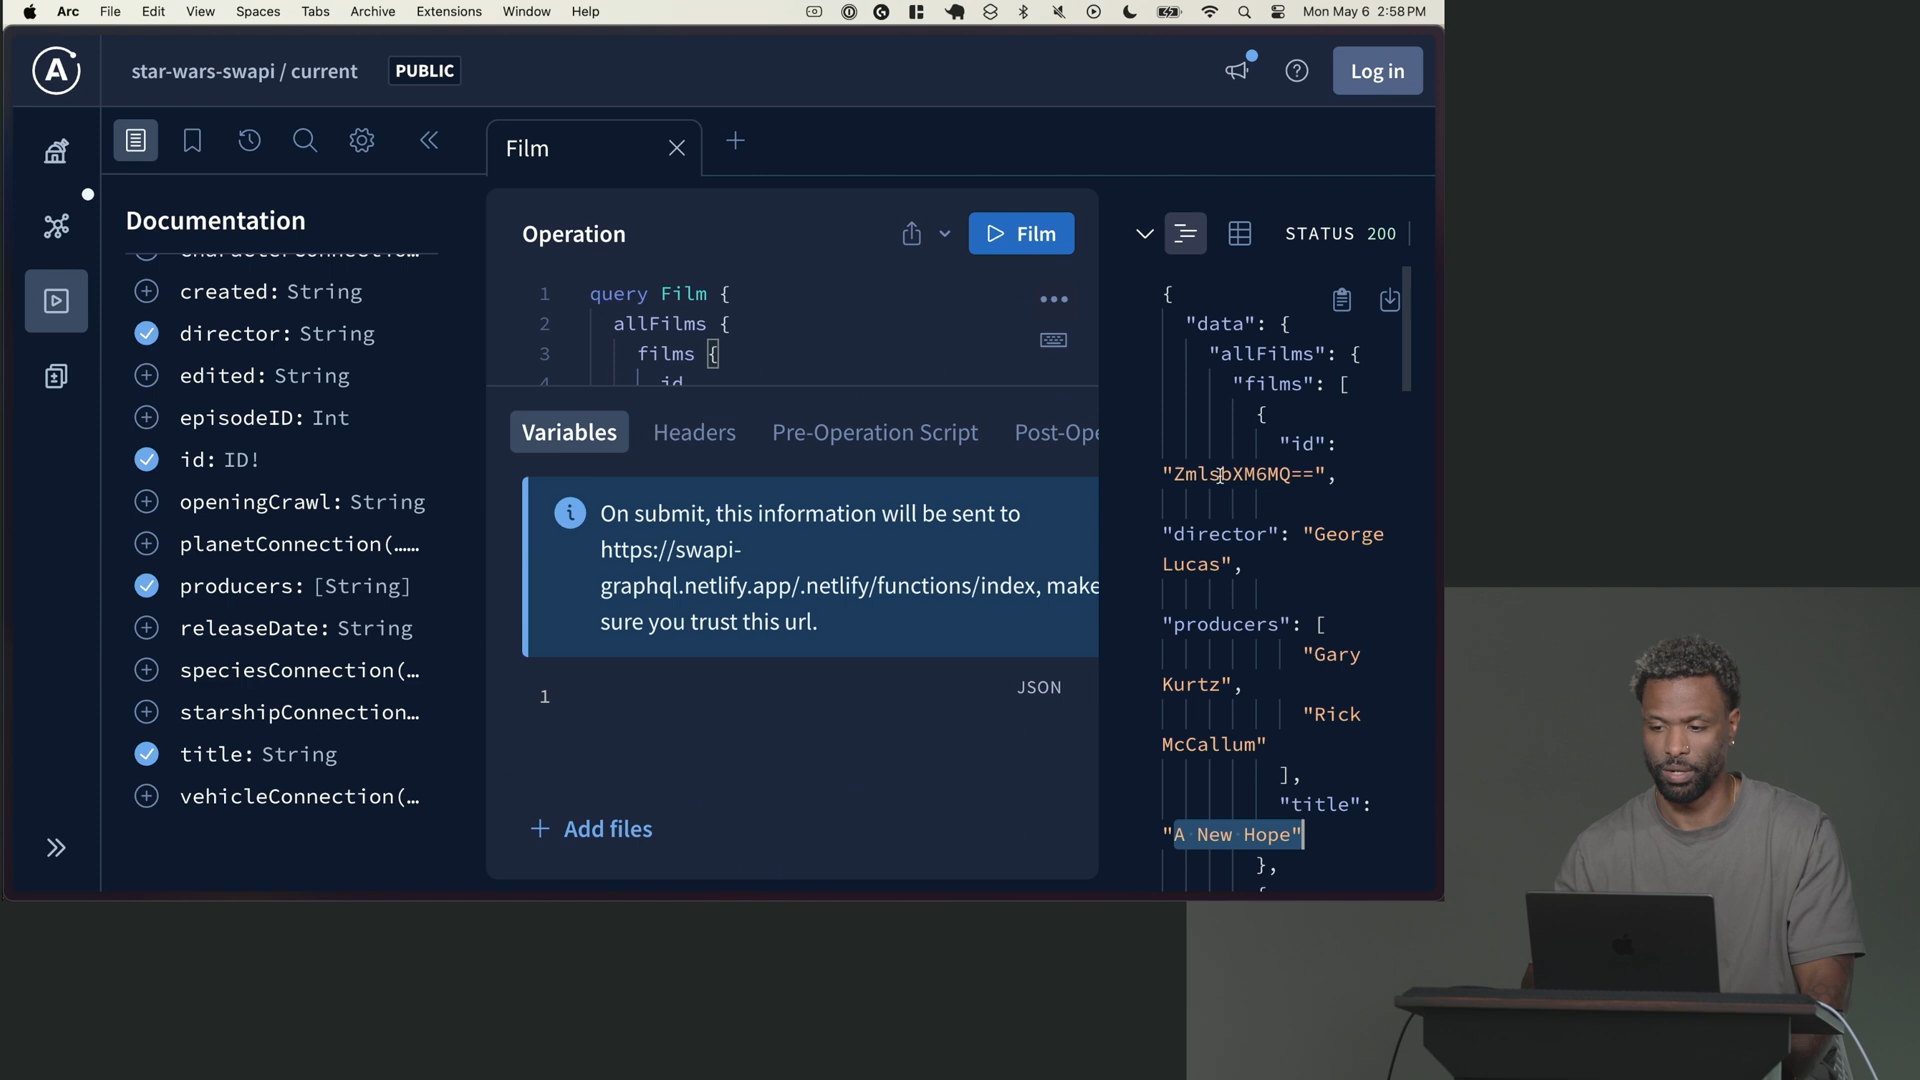 Arc File Edit View Spaces Tabs Archive Extensions Window Help Mon May 6 2:58 PM
star-wars-swapi / current PUBLIC Log in
Film
Documentation
created: String
director: String
edited: String
episodeID: Int
id: ID!
openingCrawl: String
planetConnection(……
producers: [String]
releaseDate: String
speciesConnection(…
starshipConnection…
title: String
vehicleConnection(…
Operation
Film
1 query Film {
2 allFilms {
3 films {
4 id
Variables Headers Pre-Operation Script Post-Ope
On submit, this information will be sent to
https://swapi-
graphql.netlify.app/.netlify/functions/index, make
sure you trust this url.
1
JSON
+ Add files
STATUS 200
{
"data": {
"allFilms": {
"films": [
{
"id":
"ZmlsbXM6MQ==",
"director": "George
Lucas",
"producers": [
"Gary
Kurtz",
"Rick
McCallum"
],
"title":
"A New Hope"
},
{